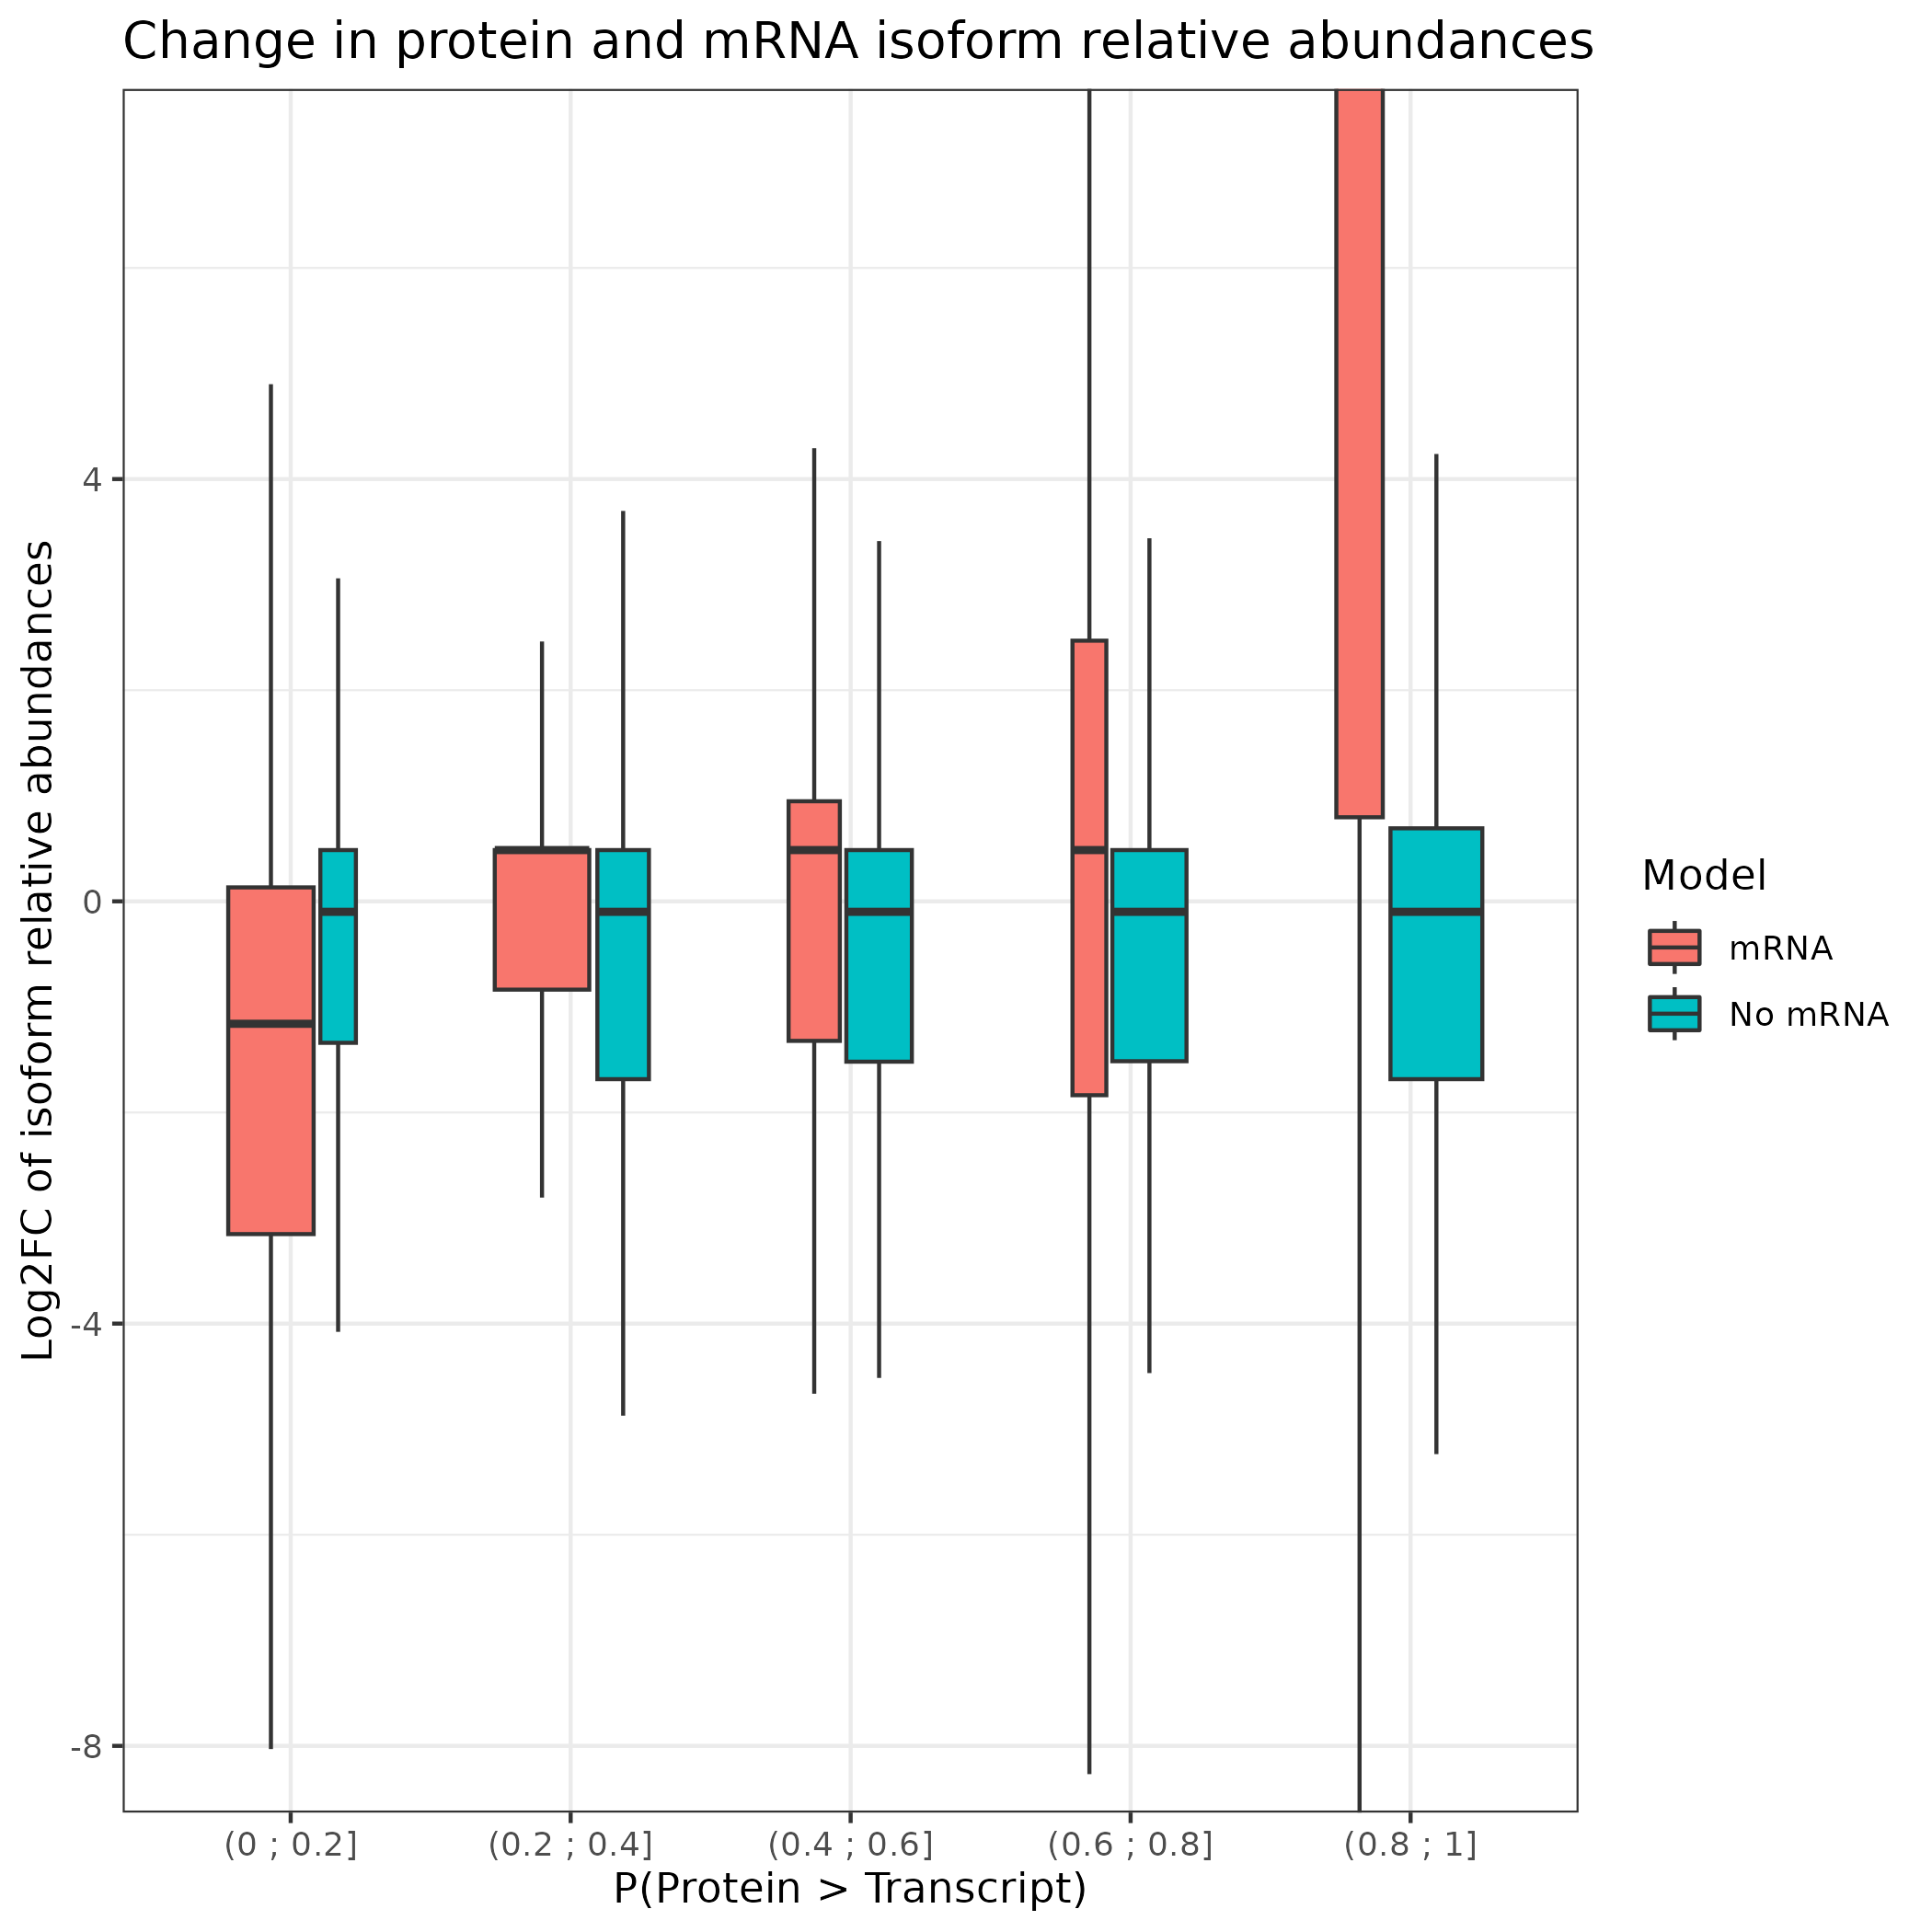 Change in protein and mRNA isoform relative abundances
Log2FC of isoform relative abundances
4
0
-4
-8
(0 ; 0.2]
(0.2 ; 0.4]
(0.4 ; 0.6]
(0.6 ; 0.8]
(0.8 ; 1]
P(Protein > Transcript)
Model
mRNA
No mRNA